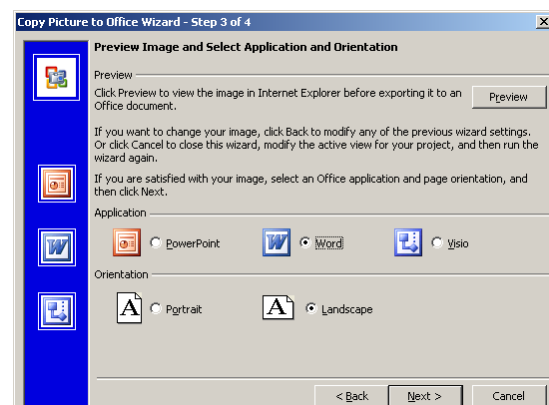 Copy Picture to Office Wizard - Step 3 of 4
Preview Image and Select Application and Orientation
Preview
Click Preview to view the image in Internet Explorer before exporting it to an
Office document.
Preview
If you want to change your image, click Back to modify any of the previous wizard settings.
Or click Cancel to close this wizard, modify the active view for your project, and then run the
wizard again.
If you are satisfied with your image, select an Office application and page orientation, and
then click Next.
Application
PowerPoint
W
Word
Visio
W
Orientation
A
Portrait
A
Landscape
< Back
Next >
Cancel